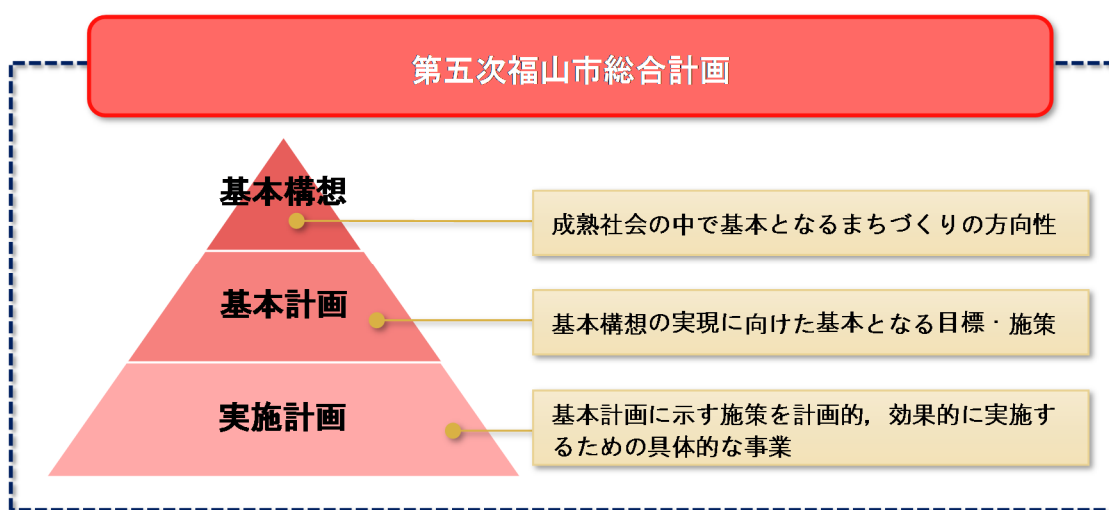 第五次福山市総合計画
基本構想
成熟社会の中で基本となるまちづくりの方向性
基本計画
基本構想の実現に向けた基本となる目標・施策
実施計画
基本計画に示す施策を計画的，効果的に実施す
るための具体的な事業